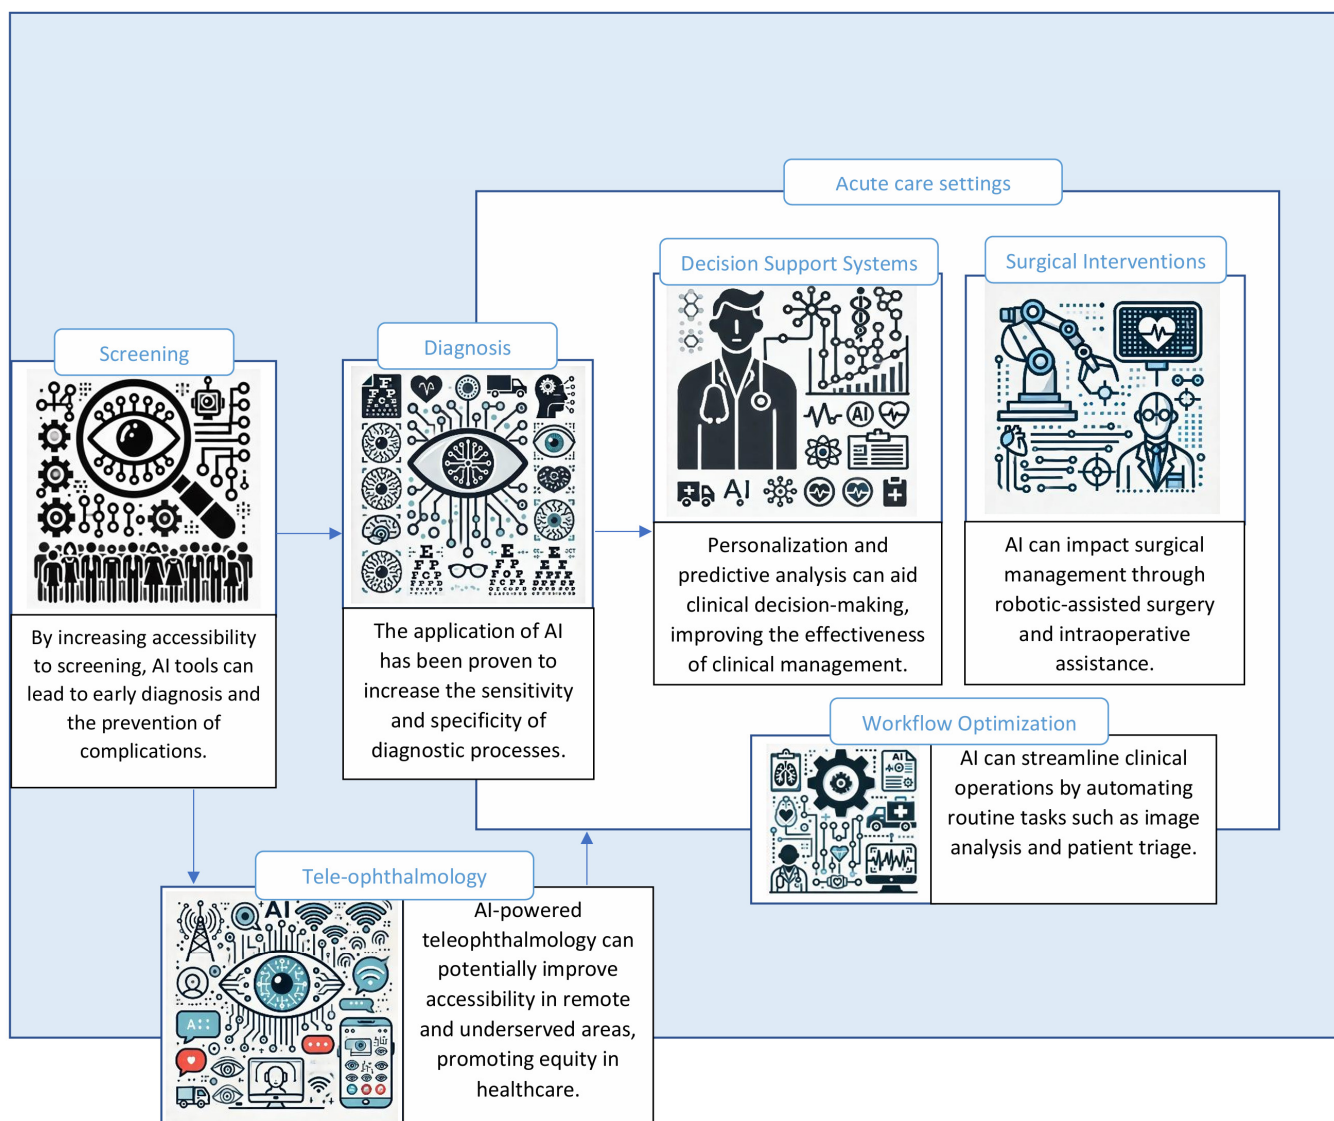 Acute care settings
Decision Support Systems
Surgical Interventions
Screening
Diagnosis
AI
AI
Personalization and
predictive analysis can aid
clinical decision-making,
improving the effectiveness
of clinical management.
AI can impact surgical
management through
robotic-assisted surgery
and intraoperative
assistance.
By increasing accessibility
to screening, AI tools can
lead to early diagnosis and
the prevention of
complications.
The application of AI
has been proven to
increase the sensitivity
and specificity of
diagnostic processes.
Workflow Optimization
AI
AI can streamline clinical
operations by automating
routine tasks such as image
analysis and patient triage.
Tele-ophthalmology
AI
AI-powered
teleophthalmology can
potentially improve
accessibility in remote
and underserved areas,
promoting equity in
healthcare.